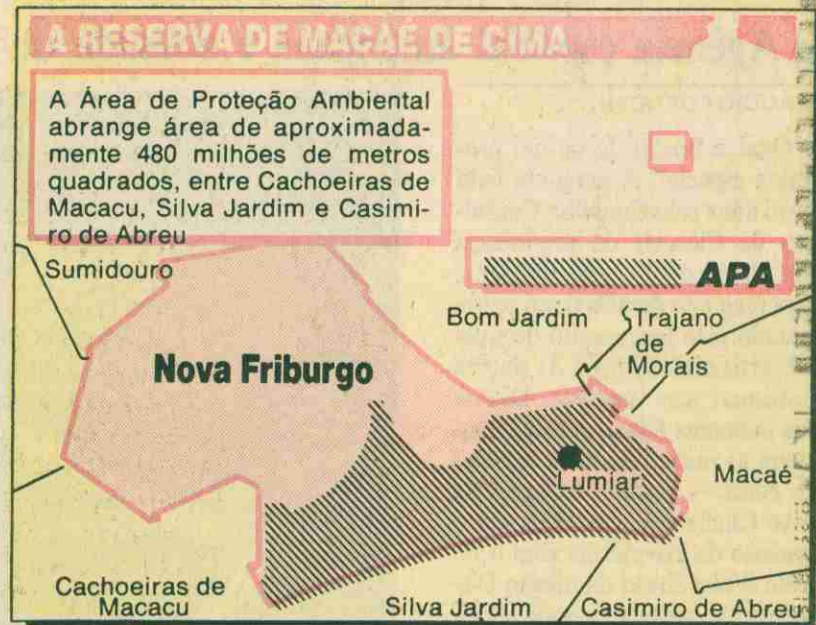 A RESERVA DE MACAÉ DE CIMA
A Área de Proteção Ambiental
abrange área de aproximada-
mente 480 milhões de metros
quadrados, entre Cachoeiras de
Macacu, Silva Jardim e Casimi-
ro de Abreu
Sumidouro
APA
Bom Jardim
Trajano
de
Morais
Nova Friburgo
Lumiar
Macaé
Cachoeiras de
Macacu
Silva Jardim
Casimiro de Abreu